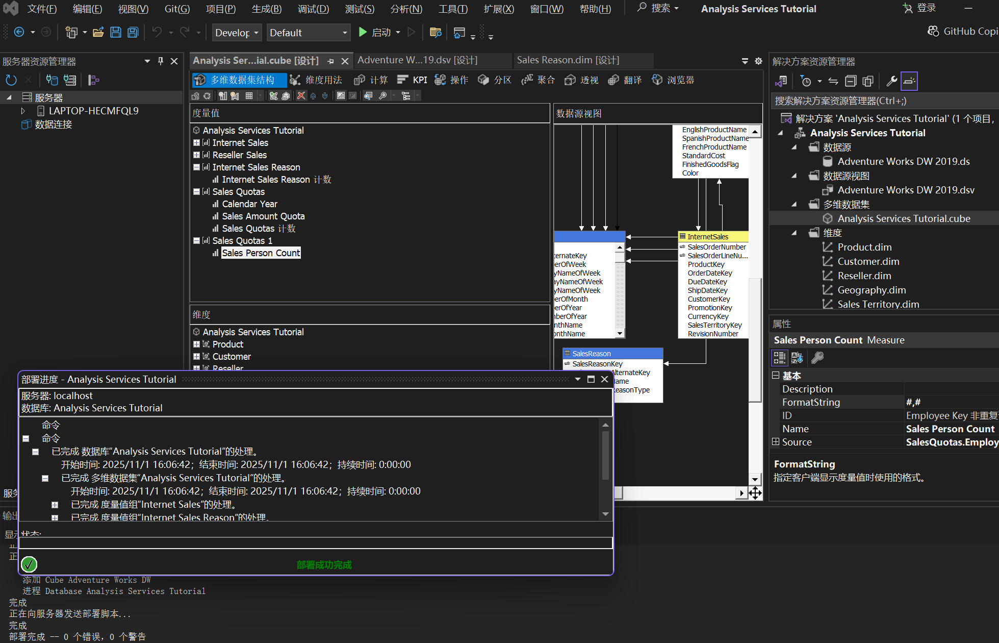 文件(F) 编辑(E) 视图(V) Git(G) 项目(P) 生成(B) 调试(D) 测试(S) 分析(N) 工具(T) 扩展(X) 窗口(W) 帮助(H) 搜索 Analysis Services Tutorial 登录
Develop Default 启动 GitHub Copi
服务器资源管理器
服务器
LAPTOP-HECMFQL9
数据连接
Analysis Ser...ial.cube [设计] Adventure W...19.dsv [设计] Sales Reason.dim [设计]
多维数据集结构 维度用法 计算 KPI 操作 分区 聚合 透视 翻译 浏览器
度量值
Analysis Services Tutorial
Internet Sales
Reseller Sales
Internet Sales Reason
Internet Sales Reason 计数
Sales Quotas
Calendar Year
Sales Amount Quota
Sales Quotas 计数
Sales Quotas 1
Sales Person Count
维度
Analysis Services Tutorial
Product
Customer
Reseller
数据源视图
EnglishProductName
SpanishProductName
FrenchProductName
StandardCost
FinishedGoodsFlag
Color
ternateKey
erOfWeek
yNameOfWeek
ayNameOfWeek
yNameOfWeek
erOfMonth
erOfYear
mberOfYear
nthName
onthName
InternetSales
SalesOrderNumber
SalesOrderLineNu...
ProductKey
OrderDateKey
DueDateKey
ShipDateKey
CustomerKey
PromotionKey
CurrencyKey
SalesTerritoryKey
RevisionNumber
SalesReason
SalesReasonKey
AlternateKey
ame
easonType
解决方案资源管理器
搜索解决方案资源管理器(Ctrl+;)
解决方案 'Analysis Services Tutorial' (1 个项目,
Analysis Services Tutorial
数据源
Adventure Works DW 2019.ds
数据源视图
Adventure Works DW 2019.dsv
多维数据集
Analysis Services Tutorial.cube
维度
Product.dim
Customer.dim
Reseller.dim
Geography.dim
Sales Territory.dim
属性
Sales Person Count Measure
基本
Description
FormatString #,#
ID Employee Key 非重复
Name Sales Person Count
Source SalesQuotas.Employ
FormatString
指定客户端显示度量值时使用的格式。
部署进度 - Analysis Services Tutorial
服务器: localhost
数据库: Analysis Services Tutorial
命令
命令
已完成 数据库“Analysis Services Tutorial”的处理。
开始时间: 2025/11/1 16:06:42；结束时间: 2025/11/1 16:06:42；持续时间: 0:00:00
已完成 多维数据集“Analysis Services Tutorial”的处理。
开始时间: 2025/11/1 16:06:42；结束时间: 2025/11/1 16:06:42；持续时间: 0:00:00
已完成 度量值组“Internet Sales”的处理。
已完成 度量值组“Internet Sales Reason”的处理。
状态:
部署成功完成
服务
输出
显示
正
添加 Cube Adventure Works DW
进程 Database Analysis Services Tutorial
完成
正在向服务器发送部署脚本...
完成
部署完成 -- 0 个错误，0 个警告